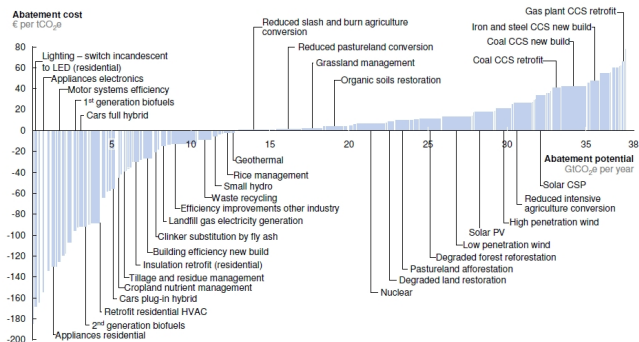 Abatement cost
€ per tCO2e
Gas plant CCS retrofit
Iron and steel CCS new build
Coal CCS new build
Coal CCS retrofit
Reduced slash and burn agriculture
conversion
Reduced pastureland conversion
Grassland management
Organic soils restoration
Lighting – switch incandescent
to LED (residential)
Appliances electronics
Motor systems efficiency
1st generation biofuels
Cars full hybrid
80
60
40
20
0
-20
-40
-60
-80
-100
-120
-140
-160
-180
-200
5
10
15
20
25
30
35
38
Abatement potential
GtCO2e per year
Geothermal
Rice management
Small hydro
Waste recycling
Efficiency improvements other industry
Landfill gas electricity generation
Clinker substitution by fly ash
Building efficiency new build
Insulation retrofit (residential)
Tillage and residue management
Cropland nutrient management
Cars plug-in hybrid
Retrofit residential HVAC
2nd generation biofuels
Appliances residential
Solar CSP
Reduced intensive
agriculture conversion
High penetration wind
Solar PV
Low penetration wind
Degraded forest reforestation
Pastureland afforestation
Degraded land restoration
Nuclear